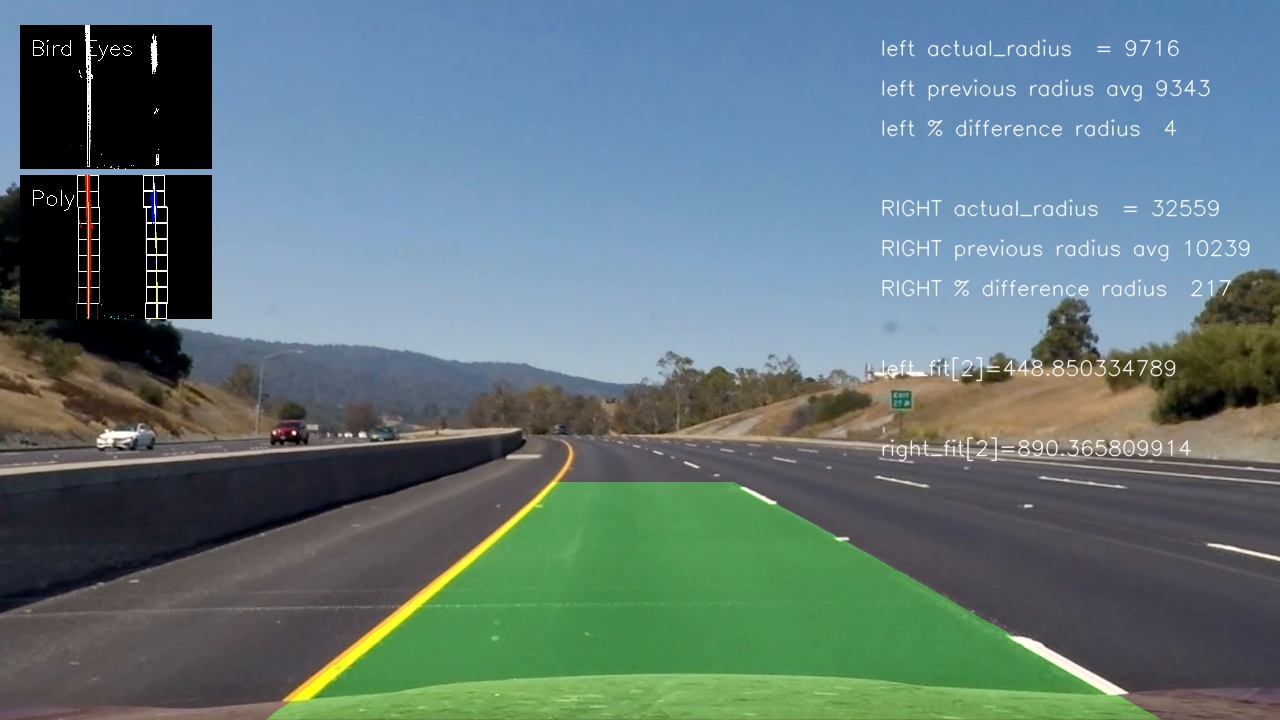 Bird Eyes
Poly
left actual_radius = 9716
left previous radius avg 9343
left % difference radius 4
RIGHT actual_radius = 32559
RIGHT previous radius avg 10239
RIGHT % difference radius 217
left_fit[2]=448.850334789
EXIT
right_fit[2]=890.365809914